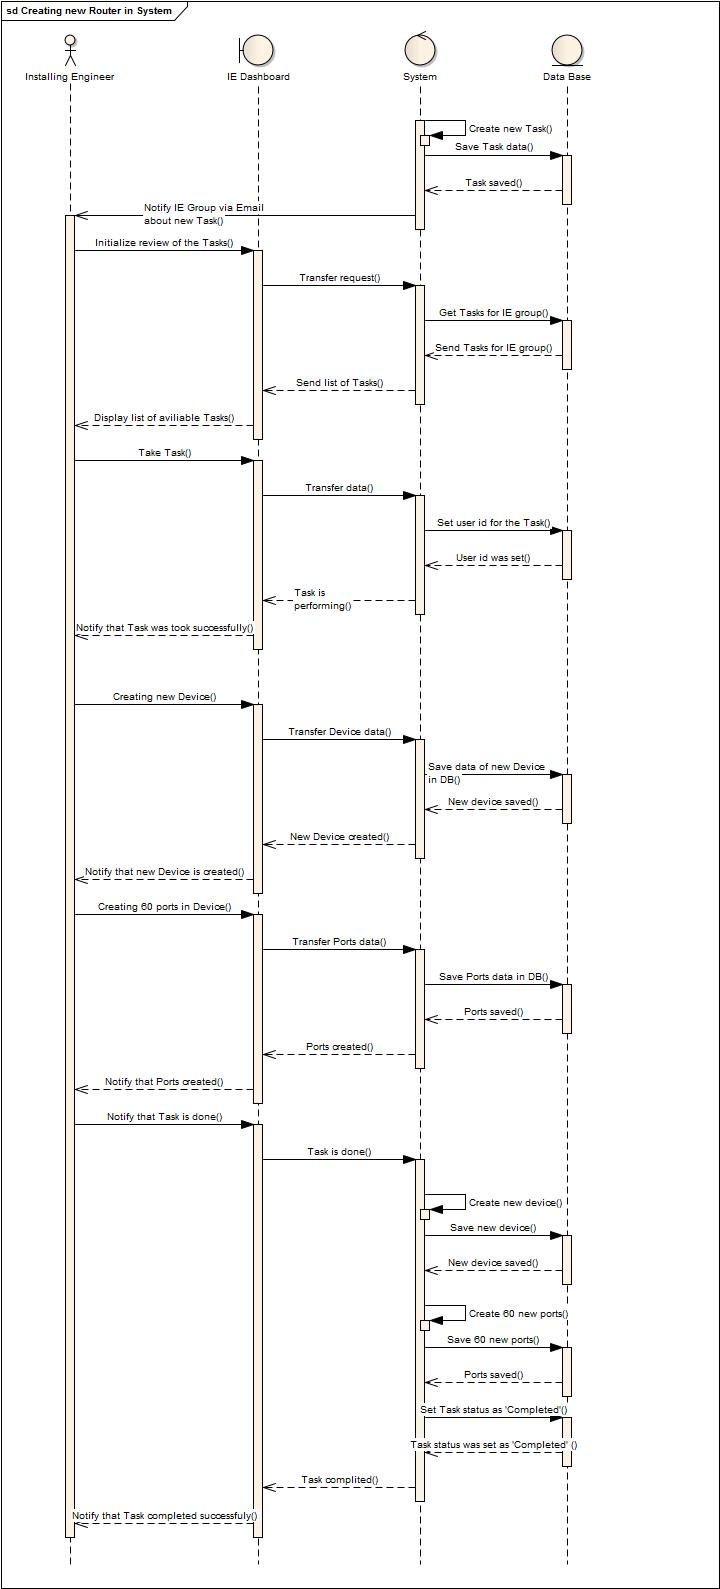 sd Creating new Router in System
Installing Engineer
IE Dashboard
System
Data Base
Create new Task()
Save Task data()
Task saved()
Notify IE Group via Email
about new Task()
Initialize review of the Tasks()
Transfer request()
Get Tasks for IE group()
Send Tasks for IE group()
Send list of Tasks()
Display list of aviliable Tasks()
Take Task()
Transfer data()
Set user id for the Task()
User id was set()
Task is
performing()
Notify that Task was took successfully()
Creating new Device()
Transfer Device data()
Save data of new Device
in DB()
New device saved()
New Device created()
Notify that new Device is created()
Creating 60 ports in Device()
Transfer Ports data()
Save Ports data in DB()
Ports saved()
Ports created()
Notify that Ports created()
Notify that Task is done()
Task is done()
Create new device()
Save new device()
New device saved()
Create 60 new ports()
Save 60 new ports()
Ports saved()
Set Task status as 'Completed'()
Task status was set as 'Completed' ()
Task complited()
Notify that Task completed successfuly()